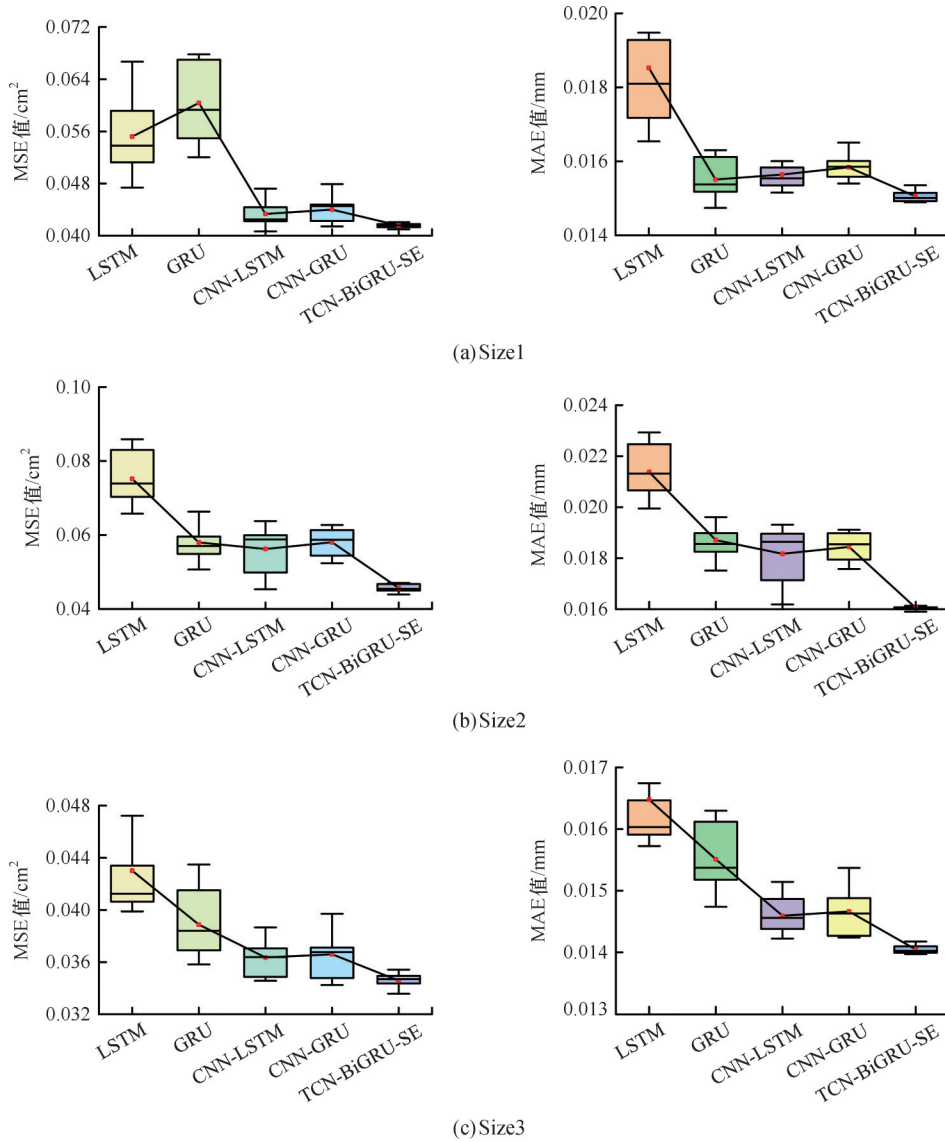 0.072
0.064
0.056
0.048
0.040
MSE值/cm²
LSTM
GRU
CNN-LSTM
CNN-GRU
TCN-BiGRU-SE
0.020
0.018
0.016
0.014
MAE值/mm
LSTM
GRU
CNN-LSTM
CNN-GRU
TCN-BiGRU-SE
(a)Size1
0.10
0.08
0.06
0.04
MSE值/cm²
LSTM
GRU
CNN-LSTM
CNN-GRU
TCN-BiGRU-SE
0.024
0.022
0.020
0.018
0.016
MAE值/mm
LSTM
GRU
CNN-LSTM
CNN-GRU
TCN-BiGRU-SE
(b)Size2
0.048
0.044
0.040
0.036
0.032
MSE值/cm²
LSTM
GRU
CNN-LSTM
CNN-GRU
TCN-BiGRU-SE
0.017
0.016
0.015
0.014
0.013
MAE值/mm
LSTM
GRU
CNN-LSTM
CNN-GRU
TCN-BiGRU-SE
(c)Size3